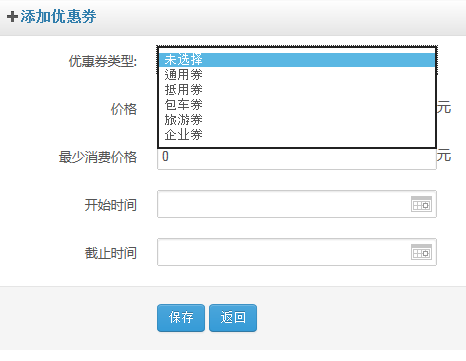 添加优惠券
优惠券类型:
未选择
通用券
抵用券
包车券
旅游券
企业券
价格
元
最少消费价格
0
元
开始时间
截止时间
保存
返回